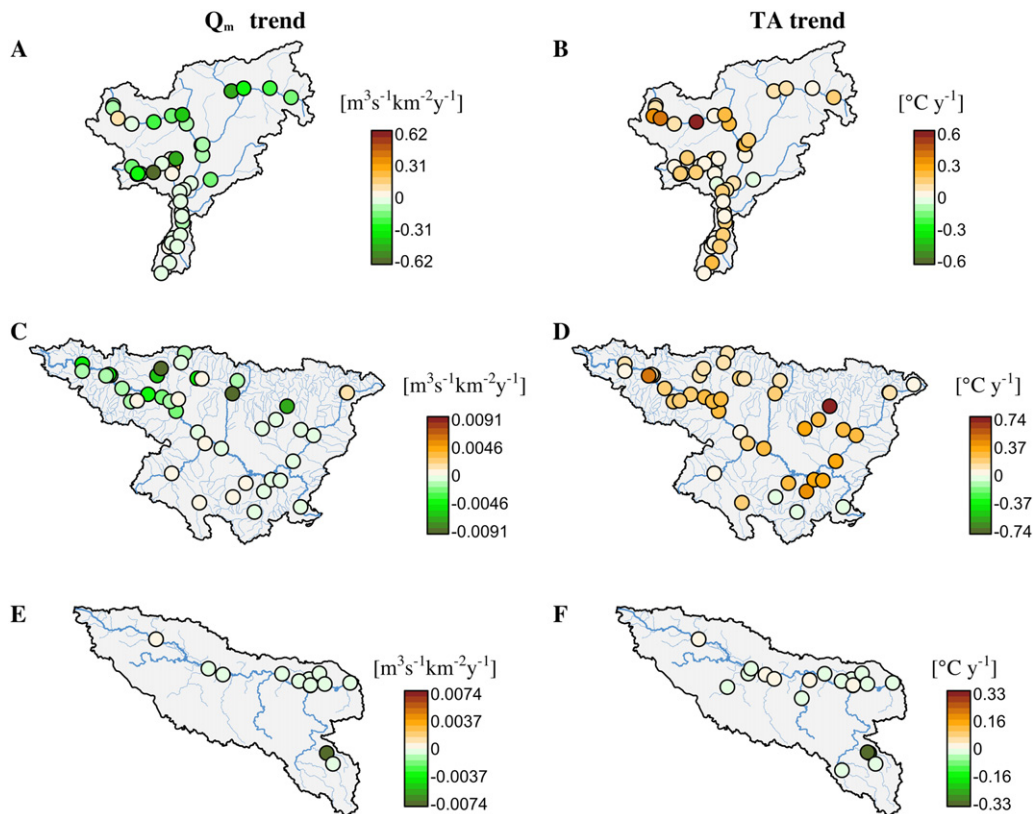 Qₘ trend
TA trend
A
[m³s⁻¹km⁻²y⁻¹]
0.62
0.31
0
-0.31
-0.62
B
[°C y⁻¹]
0.6
0.3
0
-0.3
-0.6
C
[m³s⁻¹km⁻²y⁻¹]
0.0091
0.0046
0
-0.0046
-0.0091
D
[°C y⁻¹]
0.74
0.37
0
-0.37
-0.74
E
[m³s⁻¹km⁻²y⁻¹]
0.0074
0.0037
0
-0.0037
-0.0074
F
[°C y⁻¹]
0.33
0.16
0
-0.16
-0.33